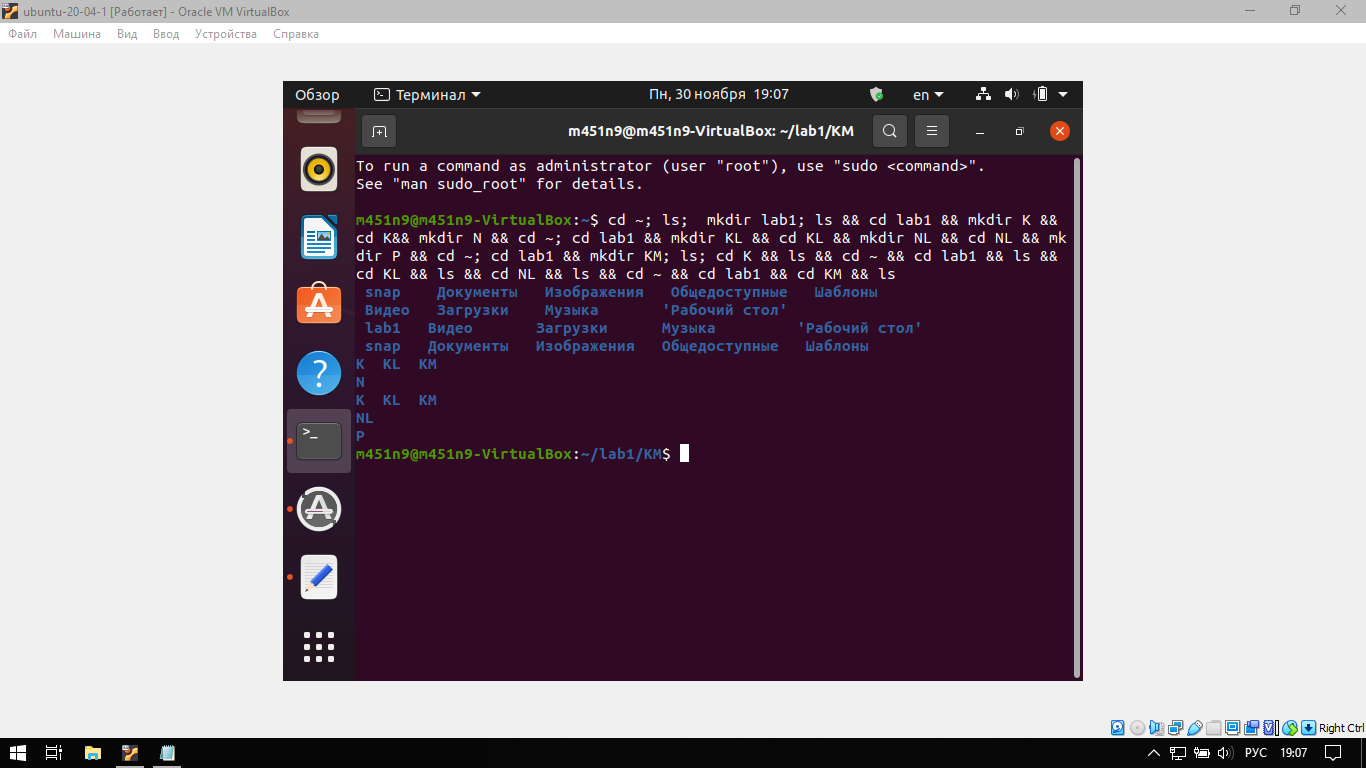 ubuntu-20-04-1 [Работает] - Oracle VM VirtualBox
Файл Машина Вид Ввод Устройства Справка
Обзор Терминал Пн, 30 ноября 19:07 en
m451n9@m451n9-VirtualBox: ~/lab1/KM
To run a command as administrator (user "root"), use "sudo <command>".
See "man sudo_root" for details.
m451n9@m451n9-VirtualBox:~$ cd ~; ls;  mkdir lab1; ls && cd lab1 && mkdir K &&
cd K&& mkdir N && cd ~; cd lab1 && mkdir KL && cd KL && mkdir NL && cd NL && mk
dir P && cd ~; cd lab1 && mkdir KM; ls; cd K && ls && cd ~ && cd lab1 && ls &&
cd KL && ls && cd NL && ls && cd ~ && cd lab1 && cd KM && ls
snap Документы Изображения Общедоступные Шаблоны
Видео Загрузки Музыка 'Рабочий стол'
lab1 Видео Загрузки Музыка 'Рабочий стол'
snap Документы Изображения Общедоступные Шаблоны
K KL KM
N
K KL KM
NL
P
m451n9@m451n9-VirtualBox:~/lab1/KM$
Right Ctrl
РУС 19:07